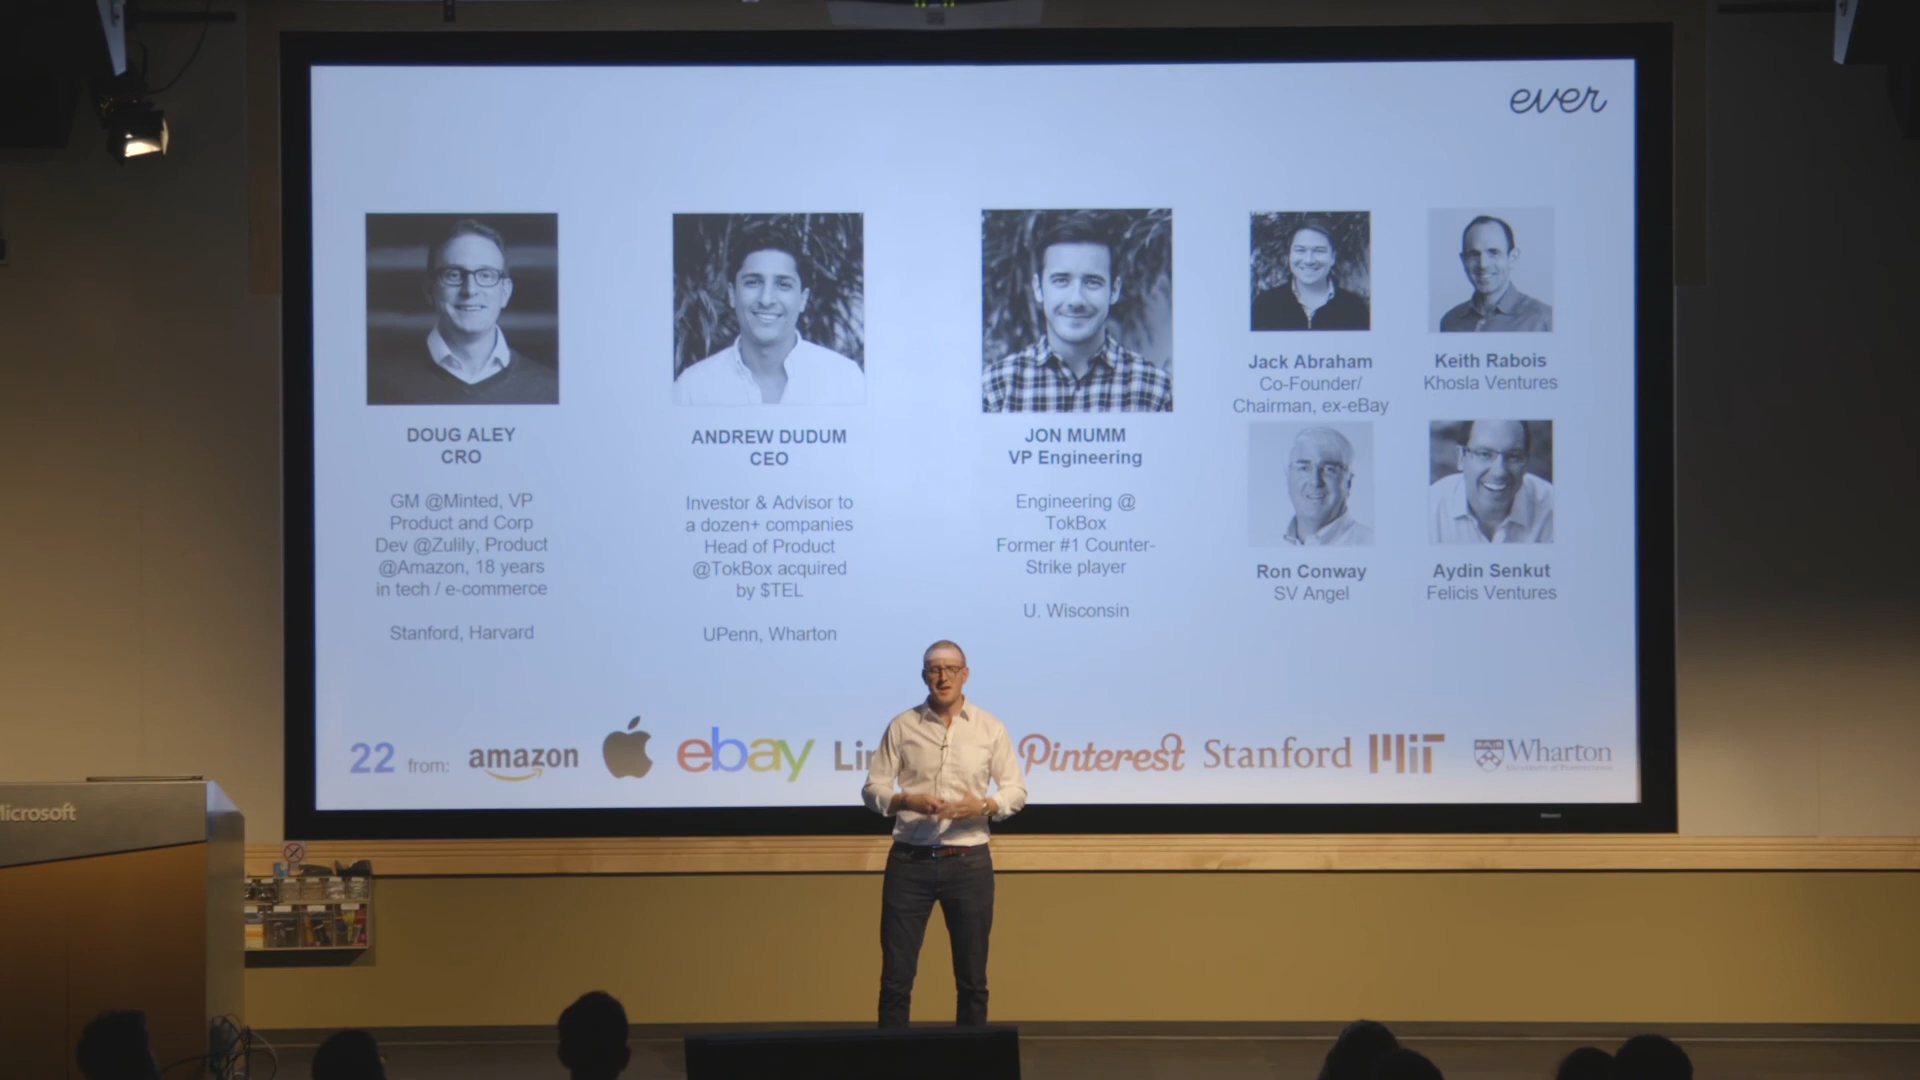 ever
DOUG ALEY
CRO
GM @Minted, VP
Product and Corp
Dev @Zulily, Product
@Amazon, 18 years
in tech / e-commerce
Stanford, Harvard
ANDREW DUDUM
CEO
Investor & Advisor to
a dozen+ companies
Head of Product
@TokBox acquired
by $TEL
UPenn, Wharton
JON MUMM
VP Engineering
Engineering @
TokBox
Former #1 Counter-
Strike player
U. Wisconsin
Jack Abraham
Co-Founder/
Chairman, ex-eBay
Keith Rabois
Khosla Ventures
Ron Conway
SV Angel
Aydin Senkut
Felicis Ventures
22 from: amazon ebay Lin Pinterest Stanford MIT Wharton
Microsoft